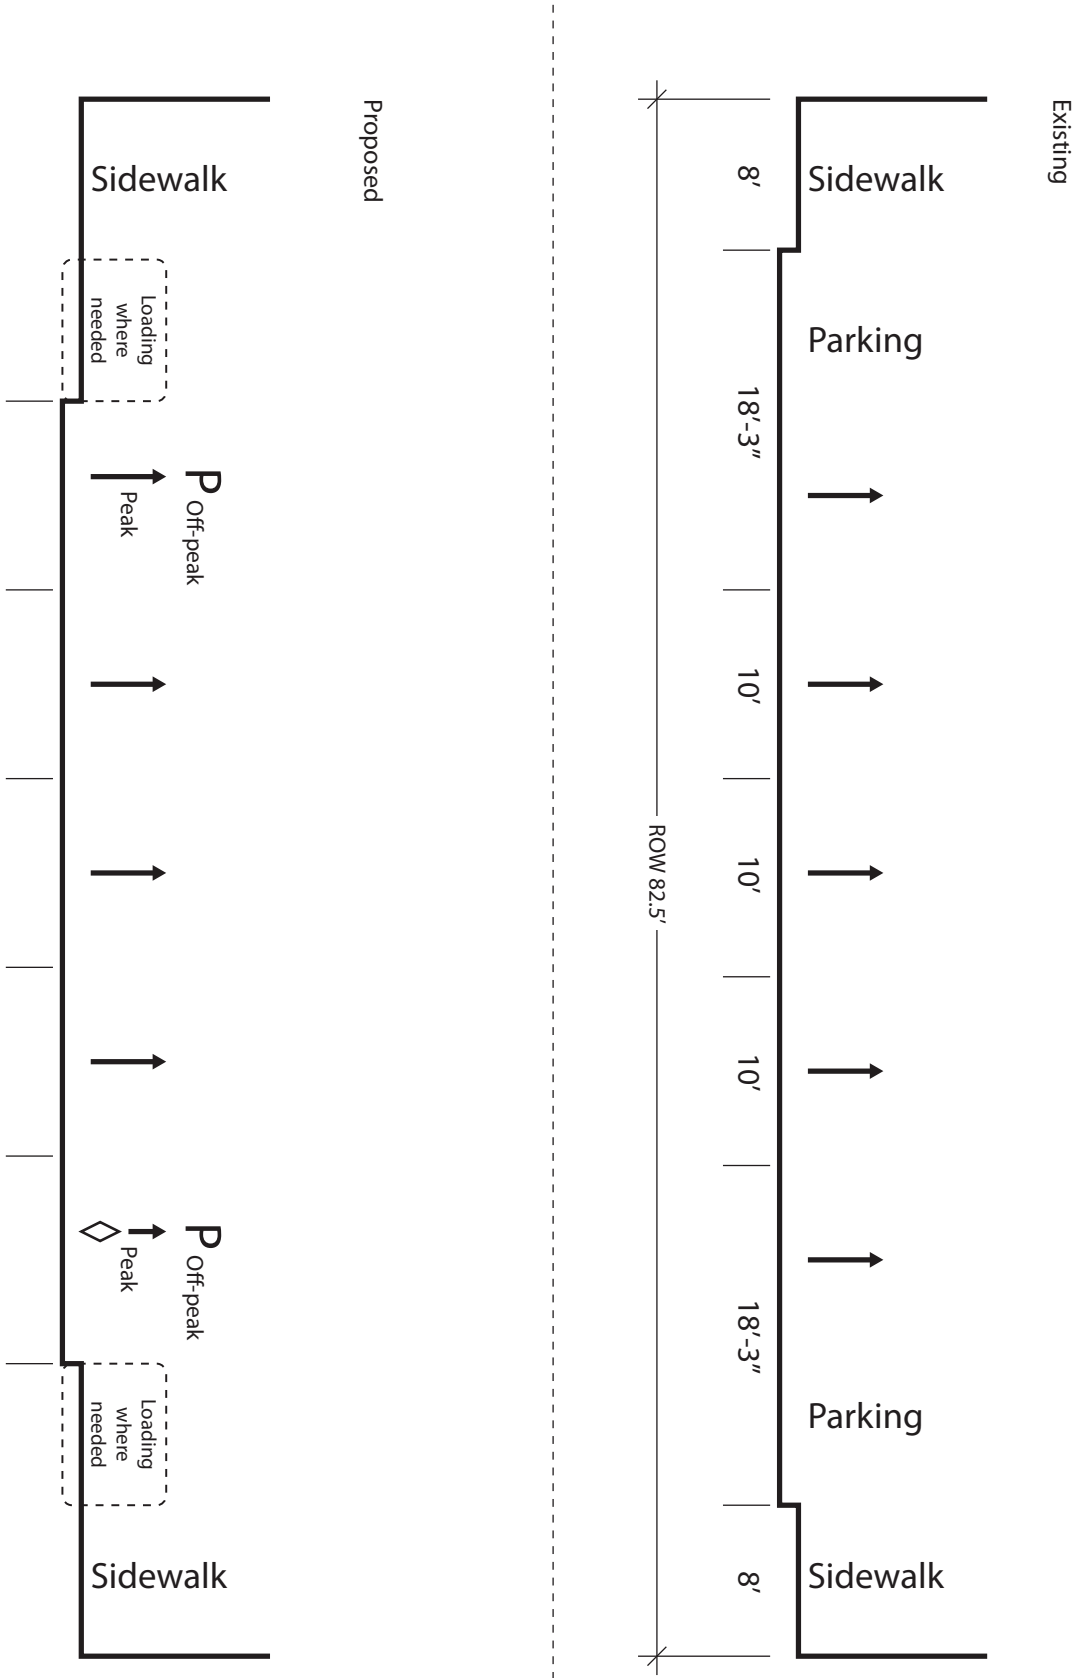 Existing
Sidewalk
Parking
Parking
Sidewalk
8'
18'-3"
10'
10'
10'
18'-3"
8'
ROW 82.5'
Proposed
Sidewalk
Loading
where
needed
P Off-peak
Peak
P Off-peak
Peak
Loading
where
needed
Sidewalk